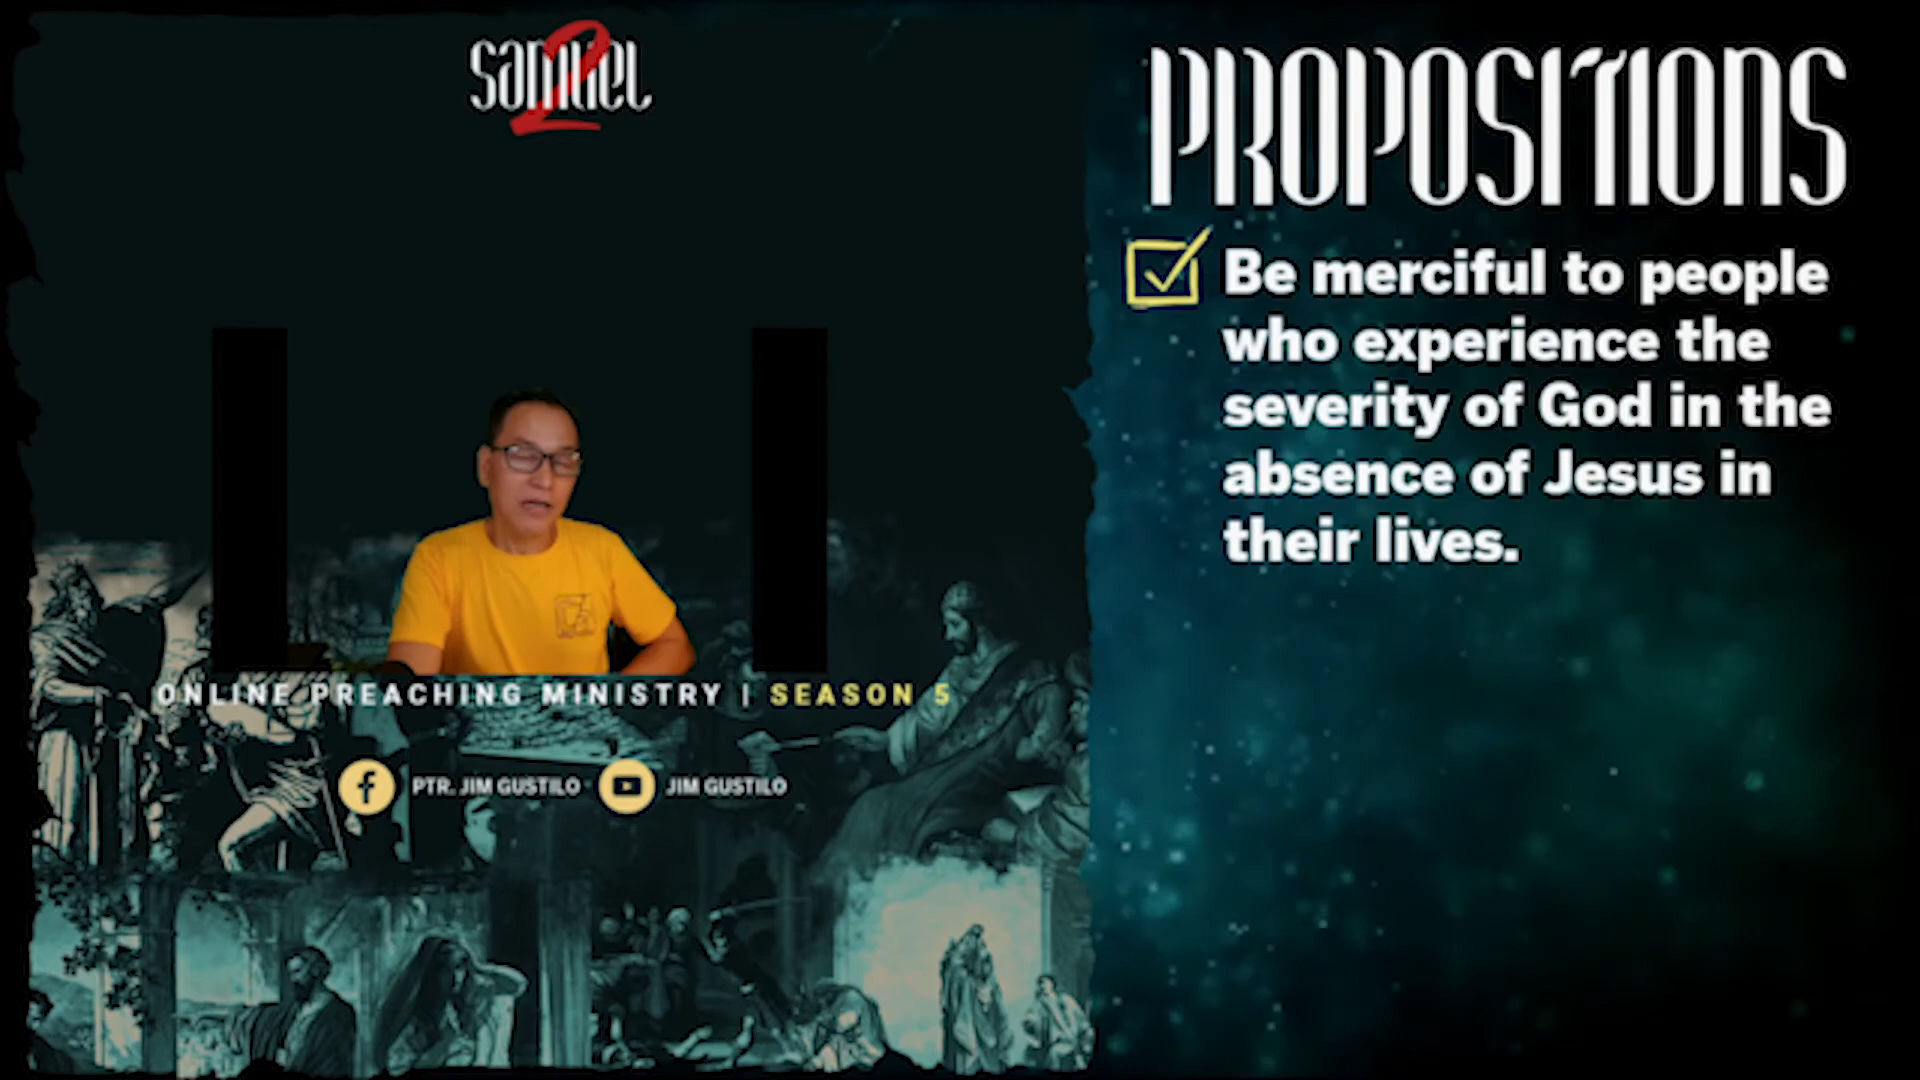 samuel
2
PROPOSITIONS
Be merciful to people
who experience the
severity of God in the
absence of Jesus in
their lives.
ONLINE PREACHING MINISTRY | SEASON 5
PTR. JIM GUSTILO
JIM GUSTILO